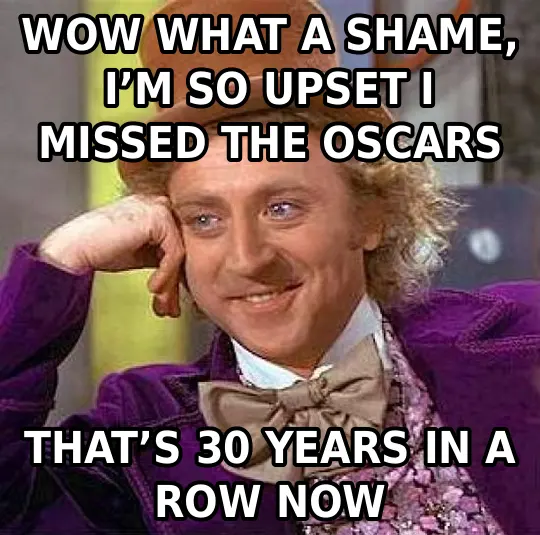 WOW WHAT A SHAME,
I’M SO UPSET I
MISSED THE OSCARS
THAT’S 30 YEARS IN A
ROW NOW